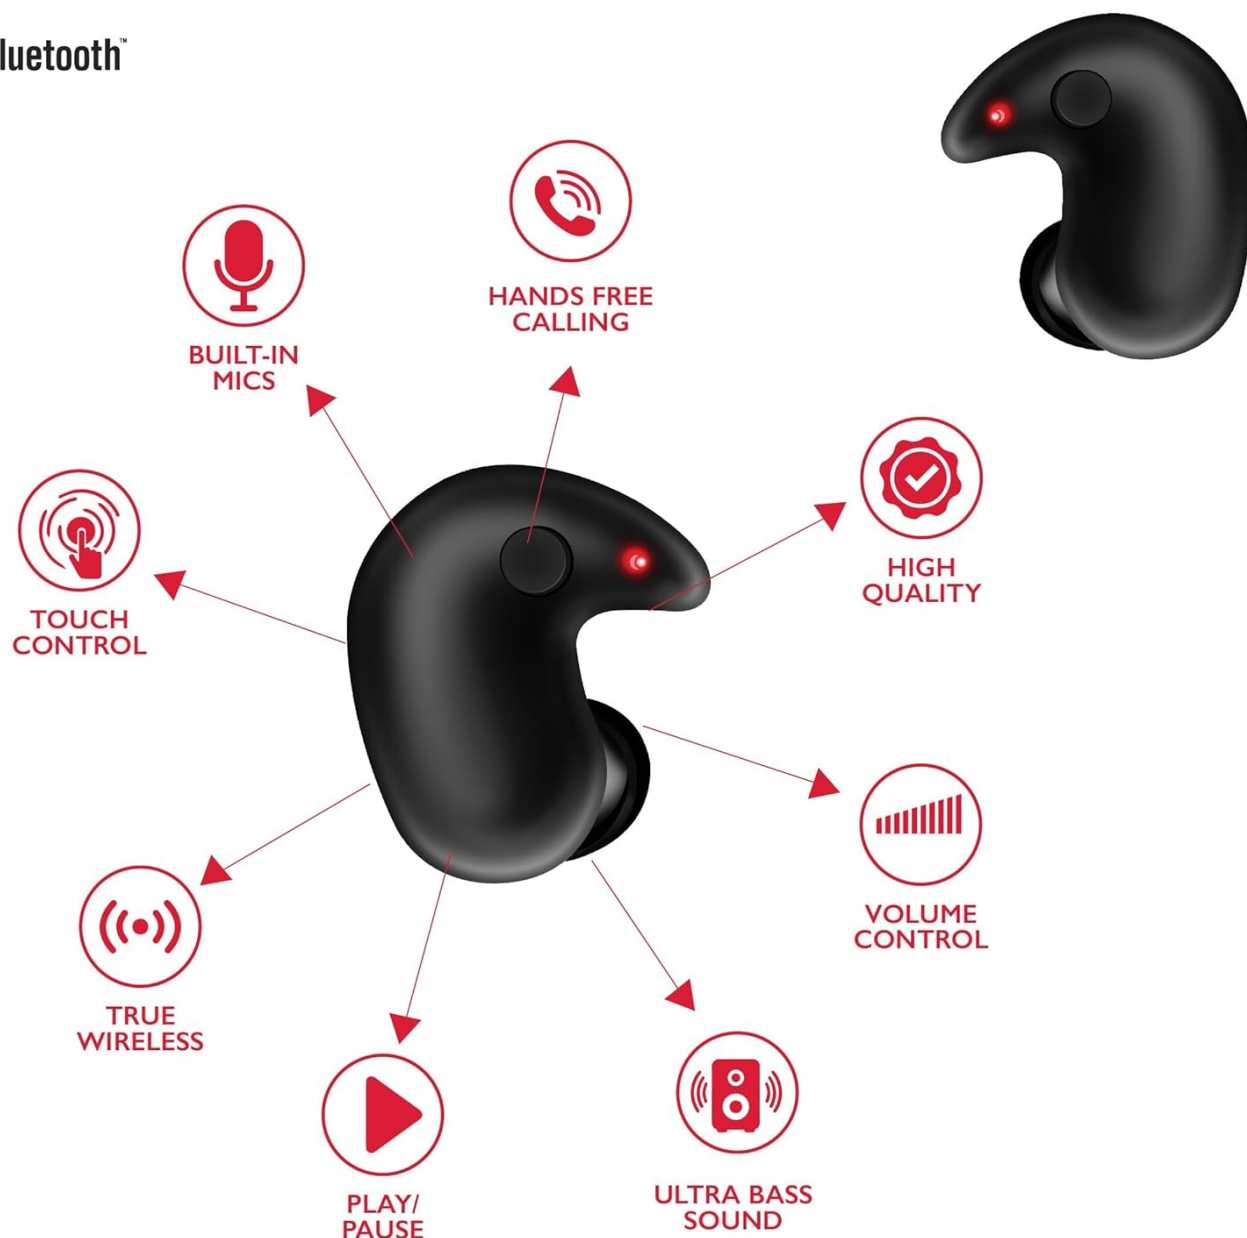 luetooth™
HANDS FREE
CALLING
BUILT-IN
MICS
HIGH
QUALITY
TOUCH
CONTROL
VOLUME
CONTROL
TRUE
WIRELESS
PLAY/
PAUSE
ULTRA BASS
SOUND